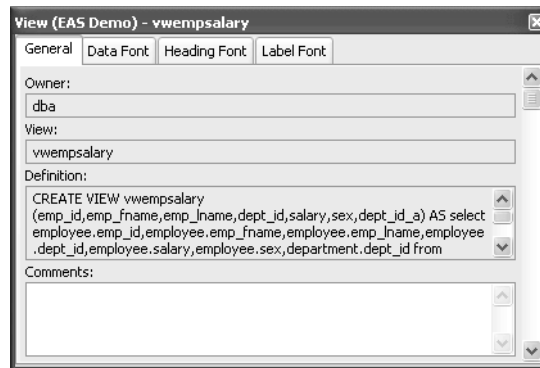 View (EAS Demo) - vwempsalary
General Data Font Heading Font Label Font
Owner:
dba
View:
vwempsalary
Definition:
CREATE VIEW vwempsalary
(emp_id,emp_fname,emp_lname,dept_id,salary,sex,dept_id_a) AS select
employee.emp_id,employee.emp_fname,employee.emp_lname,employee
.dept_id,employee.salary,employee.sex,department.dept_id from
Comments: